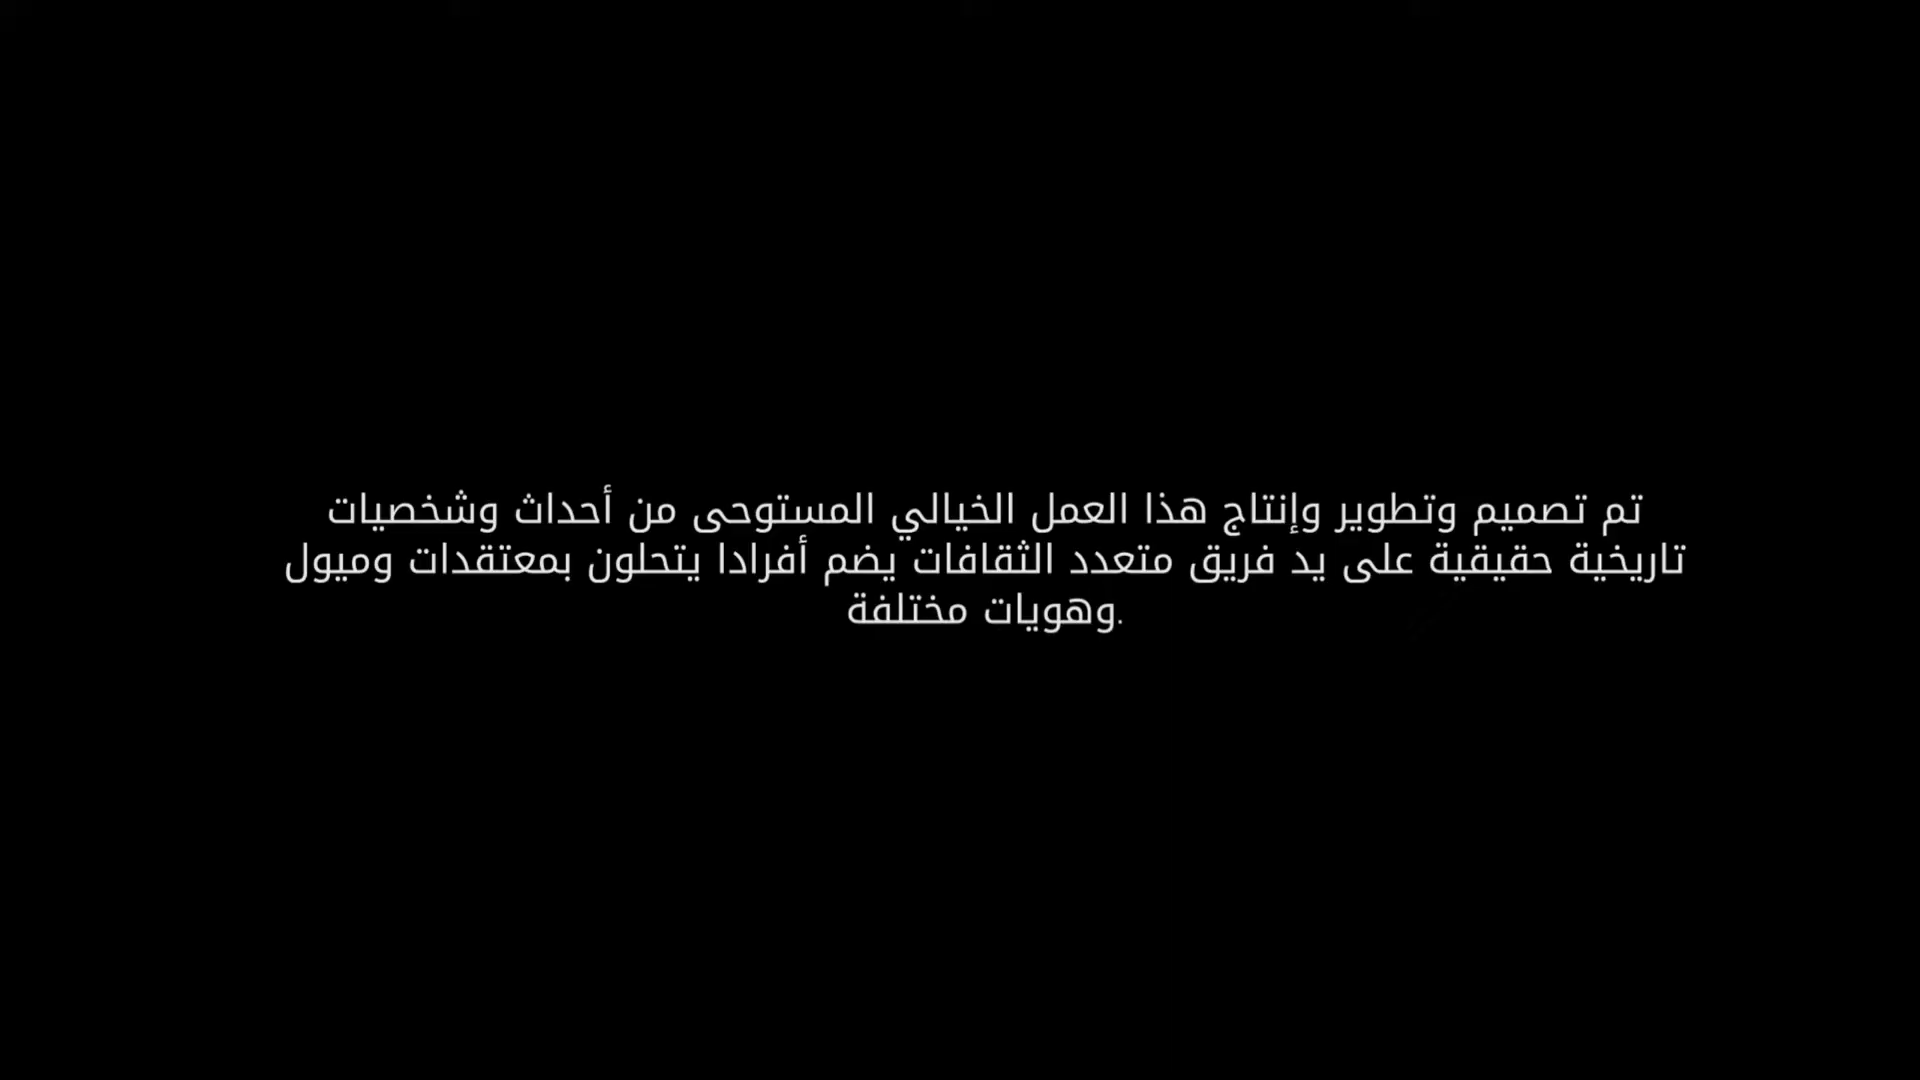 تم تصميم وتطوير وإنتاج هذا العمل الخيالي المستوحى من أحداث وشخصيات
تاريخية حقيقية على يد فريق متعدد الثقافات يضم أفرادا يتحلون بمعتقدات وميول
وهويات مختلفة.